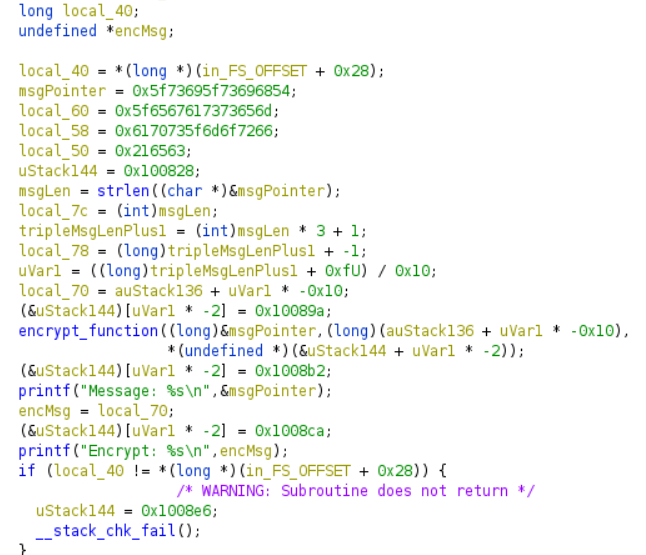 long local_40;
undefined *encMsg;
local_40 = *(long *)(in_FS_OFFSET + 0x28);
msgPointer = 0x5f73695f73696854;
local_60 = 0x5f6567617373656d;
local_58 = 0x6170735f6d6f7266;
local_50 = 0x216563;
uStack144 = 0x100828;
msgLen = strlen((char *)&msgPointer);
local_7c = (int)msgLen;
tripleMsgLenPlus1 = (int)msgLen * 3 + 1;
local_78 = (long)tripleMsgLenPlus1 + -1;
uVar1 = ((long)tripleMsgLenPlus1 + 0xfU) / 0x10;
local_70 = auStack136 + uVar1 * -0x10;
(&uStack144)[uVar1 * -2] = 0x10089a;
encrypt_function((long)&msgPointer,(long)(auStack136 + uVar1 * -0x10),
*(undefined *)(&uStack144 + uVar1 * -2));
(&uStack144)[uVar1 * -2] = 0x1008b2;
printf("Message: %s\n",&msgPointer);
encMsg = local_70;
(&uStack144)[uVar1 * -2] = 0x1008ca;
printf("Encrypt: %s\n",encMsg);
if (local_40 != *(long *)(in_FS_OFFSET + 0x28)) {
/* WARNING: Subroutine does not return */
uStack144 = 0x1008e6;
__stack_chk_fail();
}